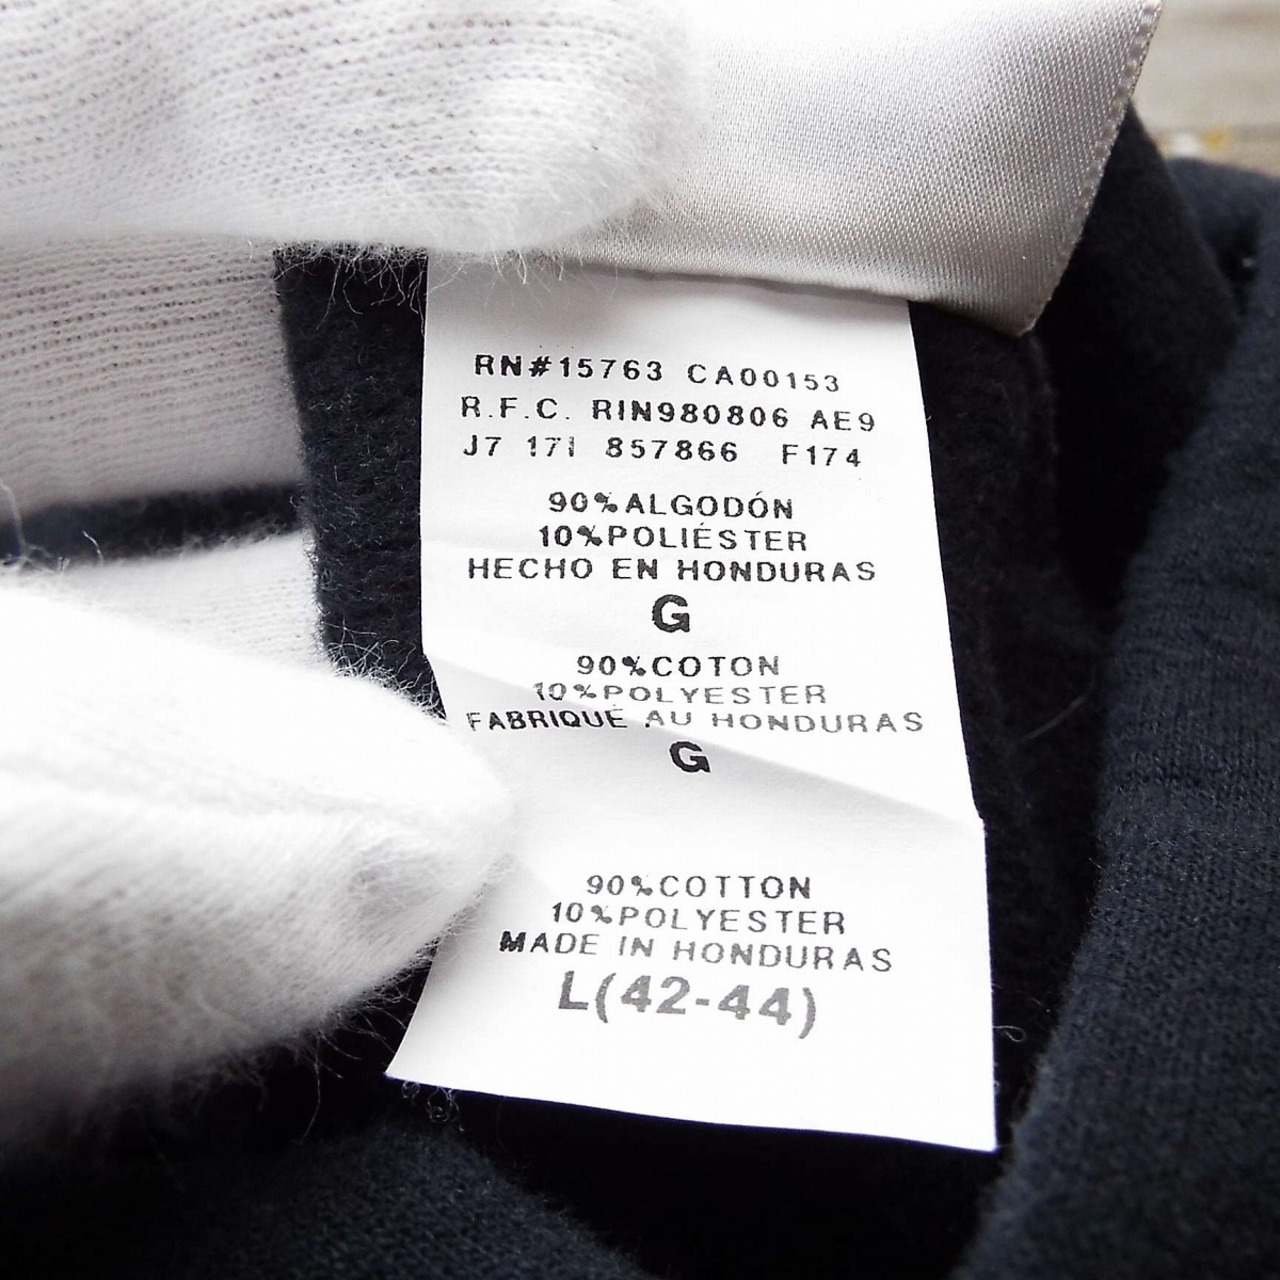 RN#15763 CA00153
R.F.C. RIN980806 AE9
J7 171 857866 F174
90%ALGODÓN
10%POLIÉSTER
HECHO EN HONDURAS
G
90%COTON
10%POLYESTER
FABRIQUÉ AU HONDURAS
G
90%COTTON
10%POLYESTER
MADE IN HONDURAS
L(42-44)